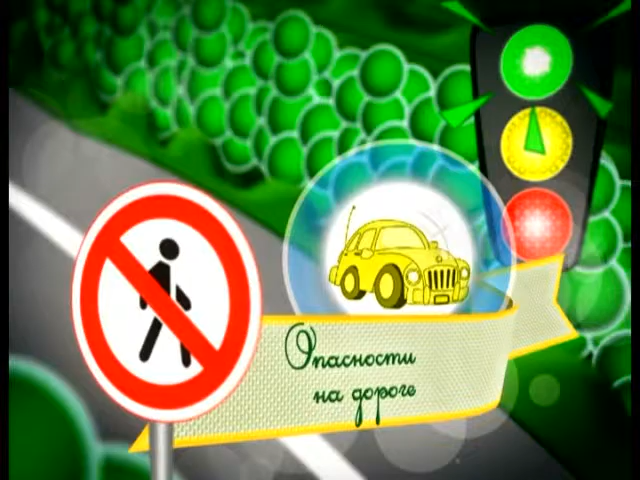 Опасности
на дороге